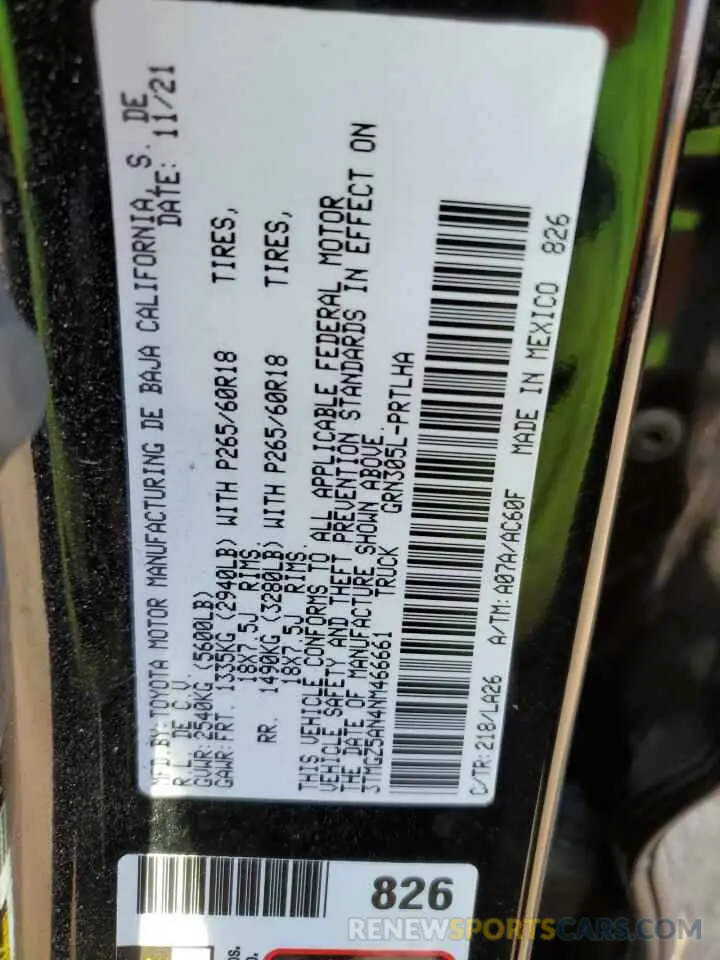 MFD.BY:TOYOTA MOTOR MANUFACTURING DE BAJA CALIFORNIA, S. DE
R.L. DE C.V. DATE: 11/21
GVWR:2540KG (5600LB)
GAWR:FRT. 1335KG (2940LB) WITH P265/60R18 TIRES,
18X7.5J RIMS.
RR. 1490KG (3280LB) WITH P265/60R18 TIRES,
18X7.5J RIMS.
THIS VEHICLE CONFORMS TO ALL APPLICABLE FEDERAL MOTOR
VEHICLE SAFETY AND THEFT PREVENTION STANDARDS IN EFFECT ON
THE DATE OF MANUFACTURE SHOWN ABOVE.
3TMGZ5AN4NM466661 TRUCK GRN305L-PRTLHA
C/TR:218/LA26 A/TM:A07A/AC60F MADE IN MEXICO 826
826
RENEWSPORTSCARS.COM